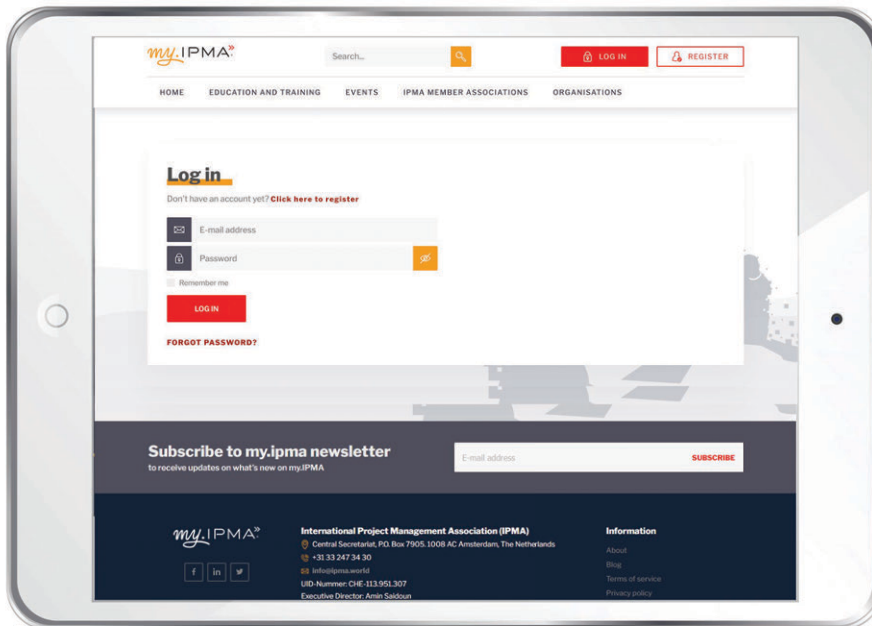 my.IPMA
Search...
LOG IN
REGISTER
HOME EDUCATION AND TRAINING EVENTS IPMA MEMBER ASSOCIATIONS ORGANISATIONS
Log in
Don't have an account yet? Click here to register
E-mail address
Password
Remember me
LOG IN
FORGOT PASSWORD?
Subscribe to my.ipma newsletter
to receive updates on what's new on my.IPMA
E-mail address
SUBSCRIBE
my.IPMA
f in
International Project Management Association (IPMA)
Central Secretariat, P.O. Box 7905. 1008 AC Amsterdam, The Netherlands
+31 33 247 34 30
info@ipma.world
UID-Nummer: CHE-113.951.307
Executive Director: Amin Saidoun
Information
About
Blog
Terms of service
Privacy policy